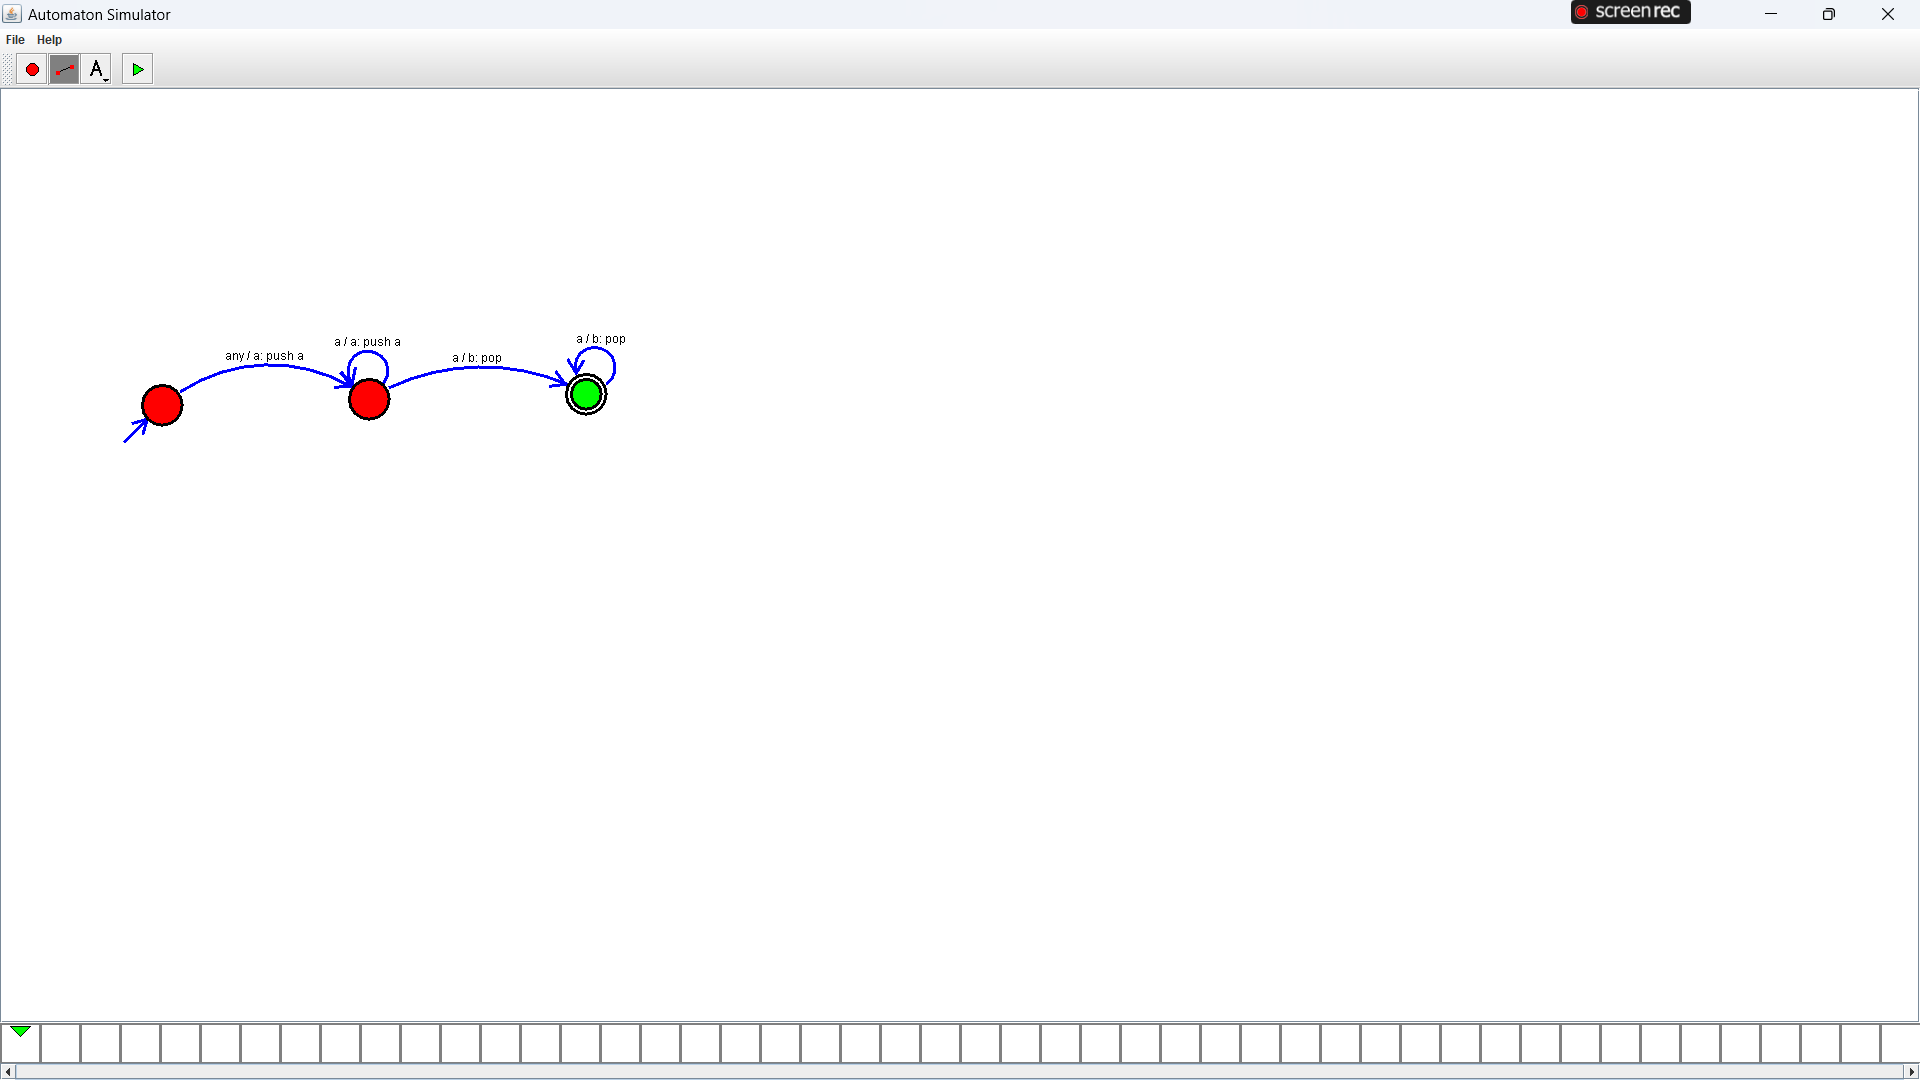 Automaton Simulator
screenrec
File Help
A
a / b: pop
a / a: push a
any / a: push a
a / b: pop